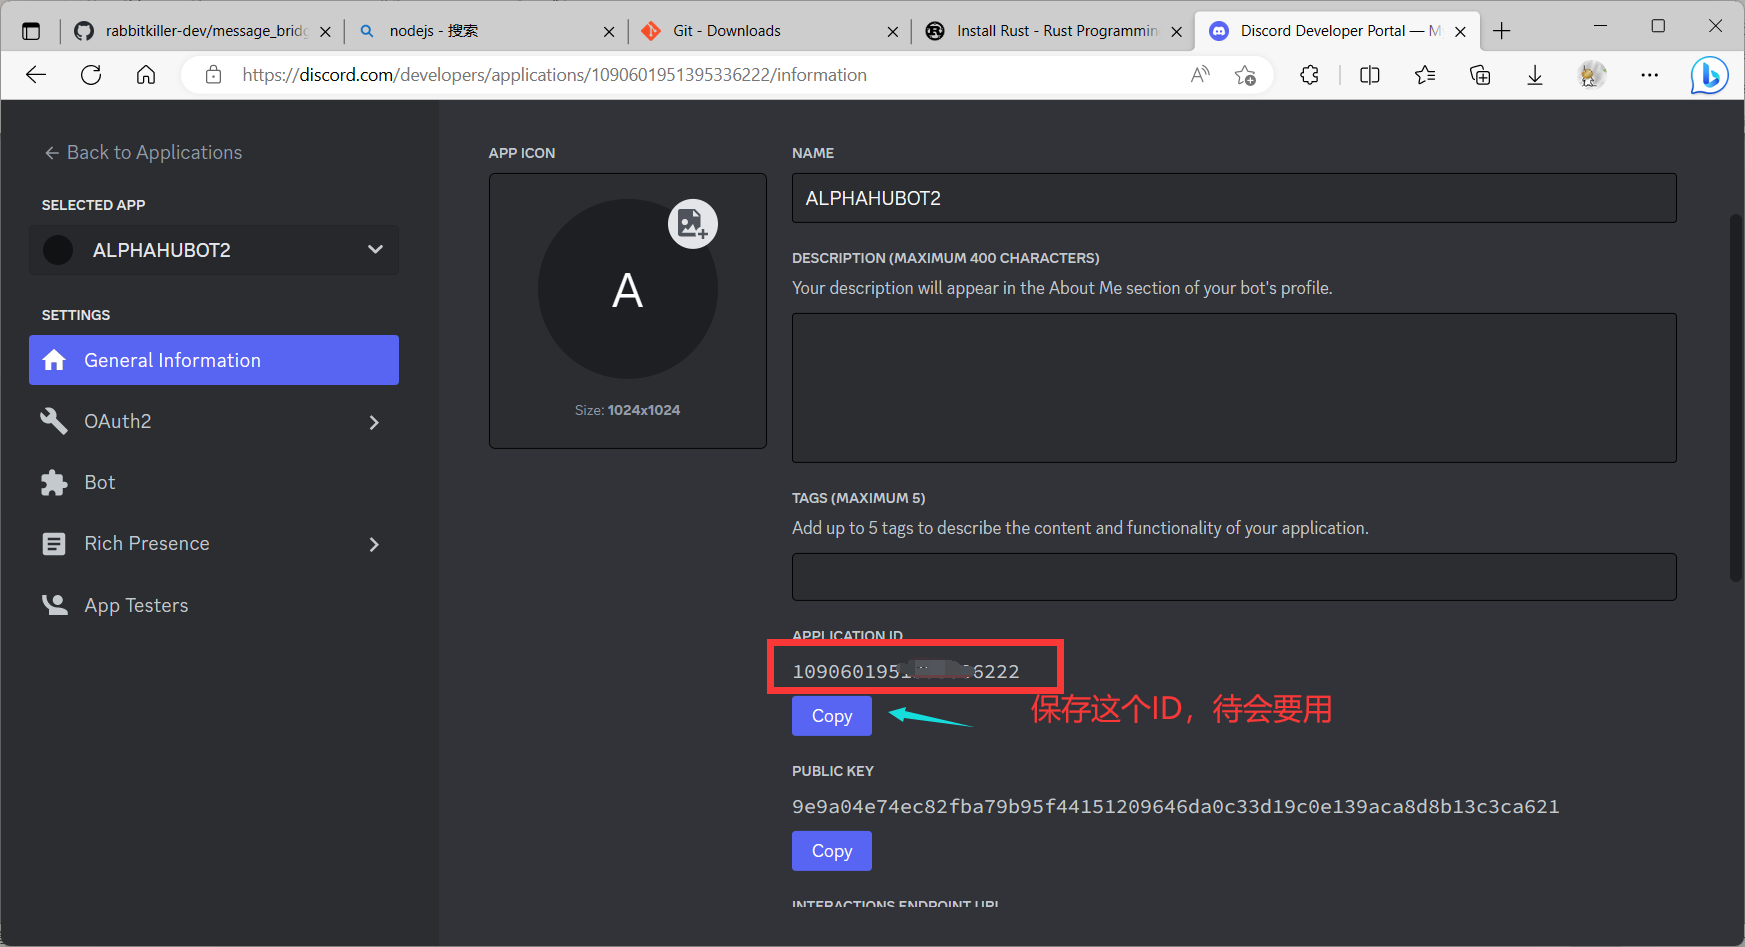 rabbitkiller-dev/message_bridg
nodejs - 搜索
Git - Downloads
Install Rust - Rust Programmin
Discord Developer Portal — M
https://discord.com/developers/applications/1090601951395336222/information
Back to Applications
SELECTED APP
ALPHAHUBOT2
SETTINGS
General Information
OAuth2
Bot
Rich Presence
App Testers
APP ICON
A
Size: 1024x1024
NAME
ALPHAHUBOT2
DESCRIPTION (MAXIMUM 400 CHARACTERS)
Your description will appear in the About Me section of your bot's profile.
TAGS (MAXIMUM 5)
Add up to 5 tags to describe the content and functionality of your application.
APPLICATION ID
Copy
保存这个ID，待会要用
PUBLIC KEY
9e9a04e74ec82fba79b95f44151209646da0c33d19c0e139aca8d8b13c3ca621
Copy
INTERACTIONS ENDPOINT URL